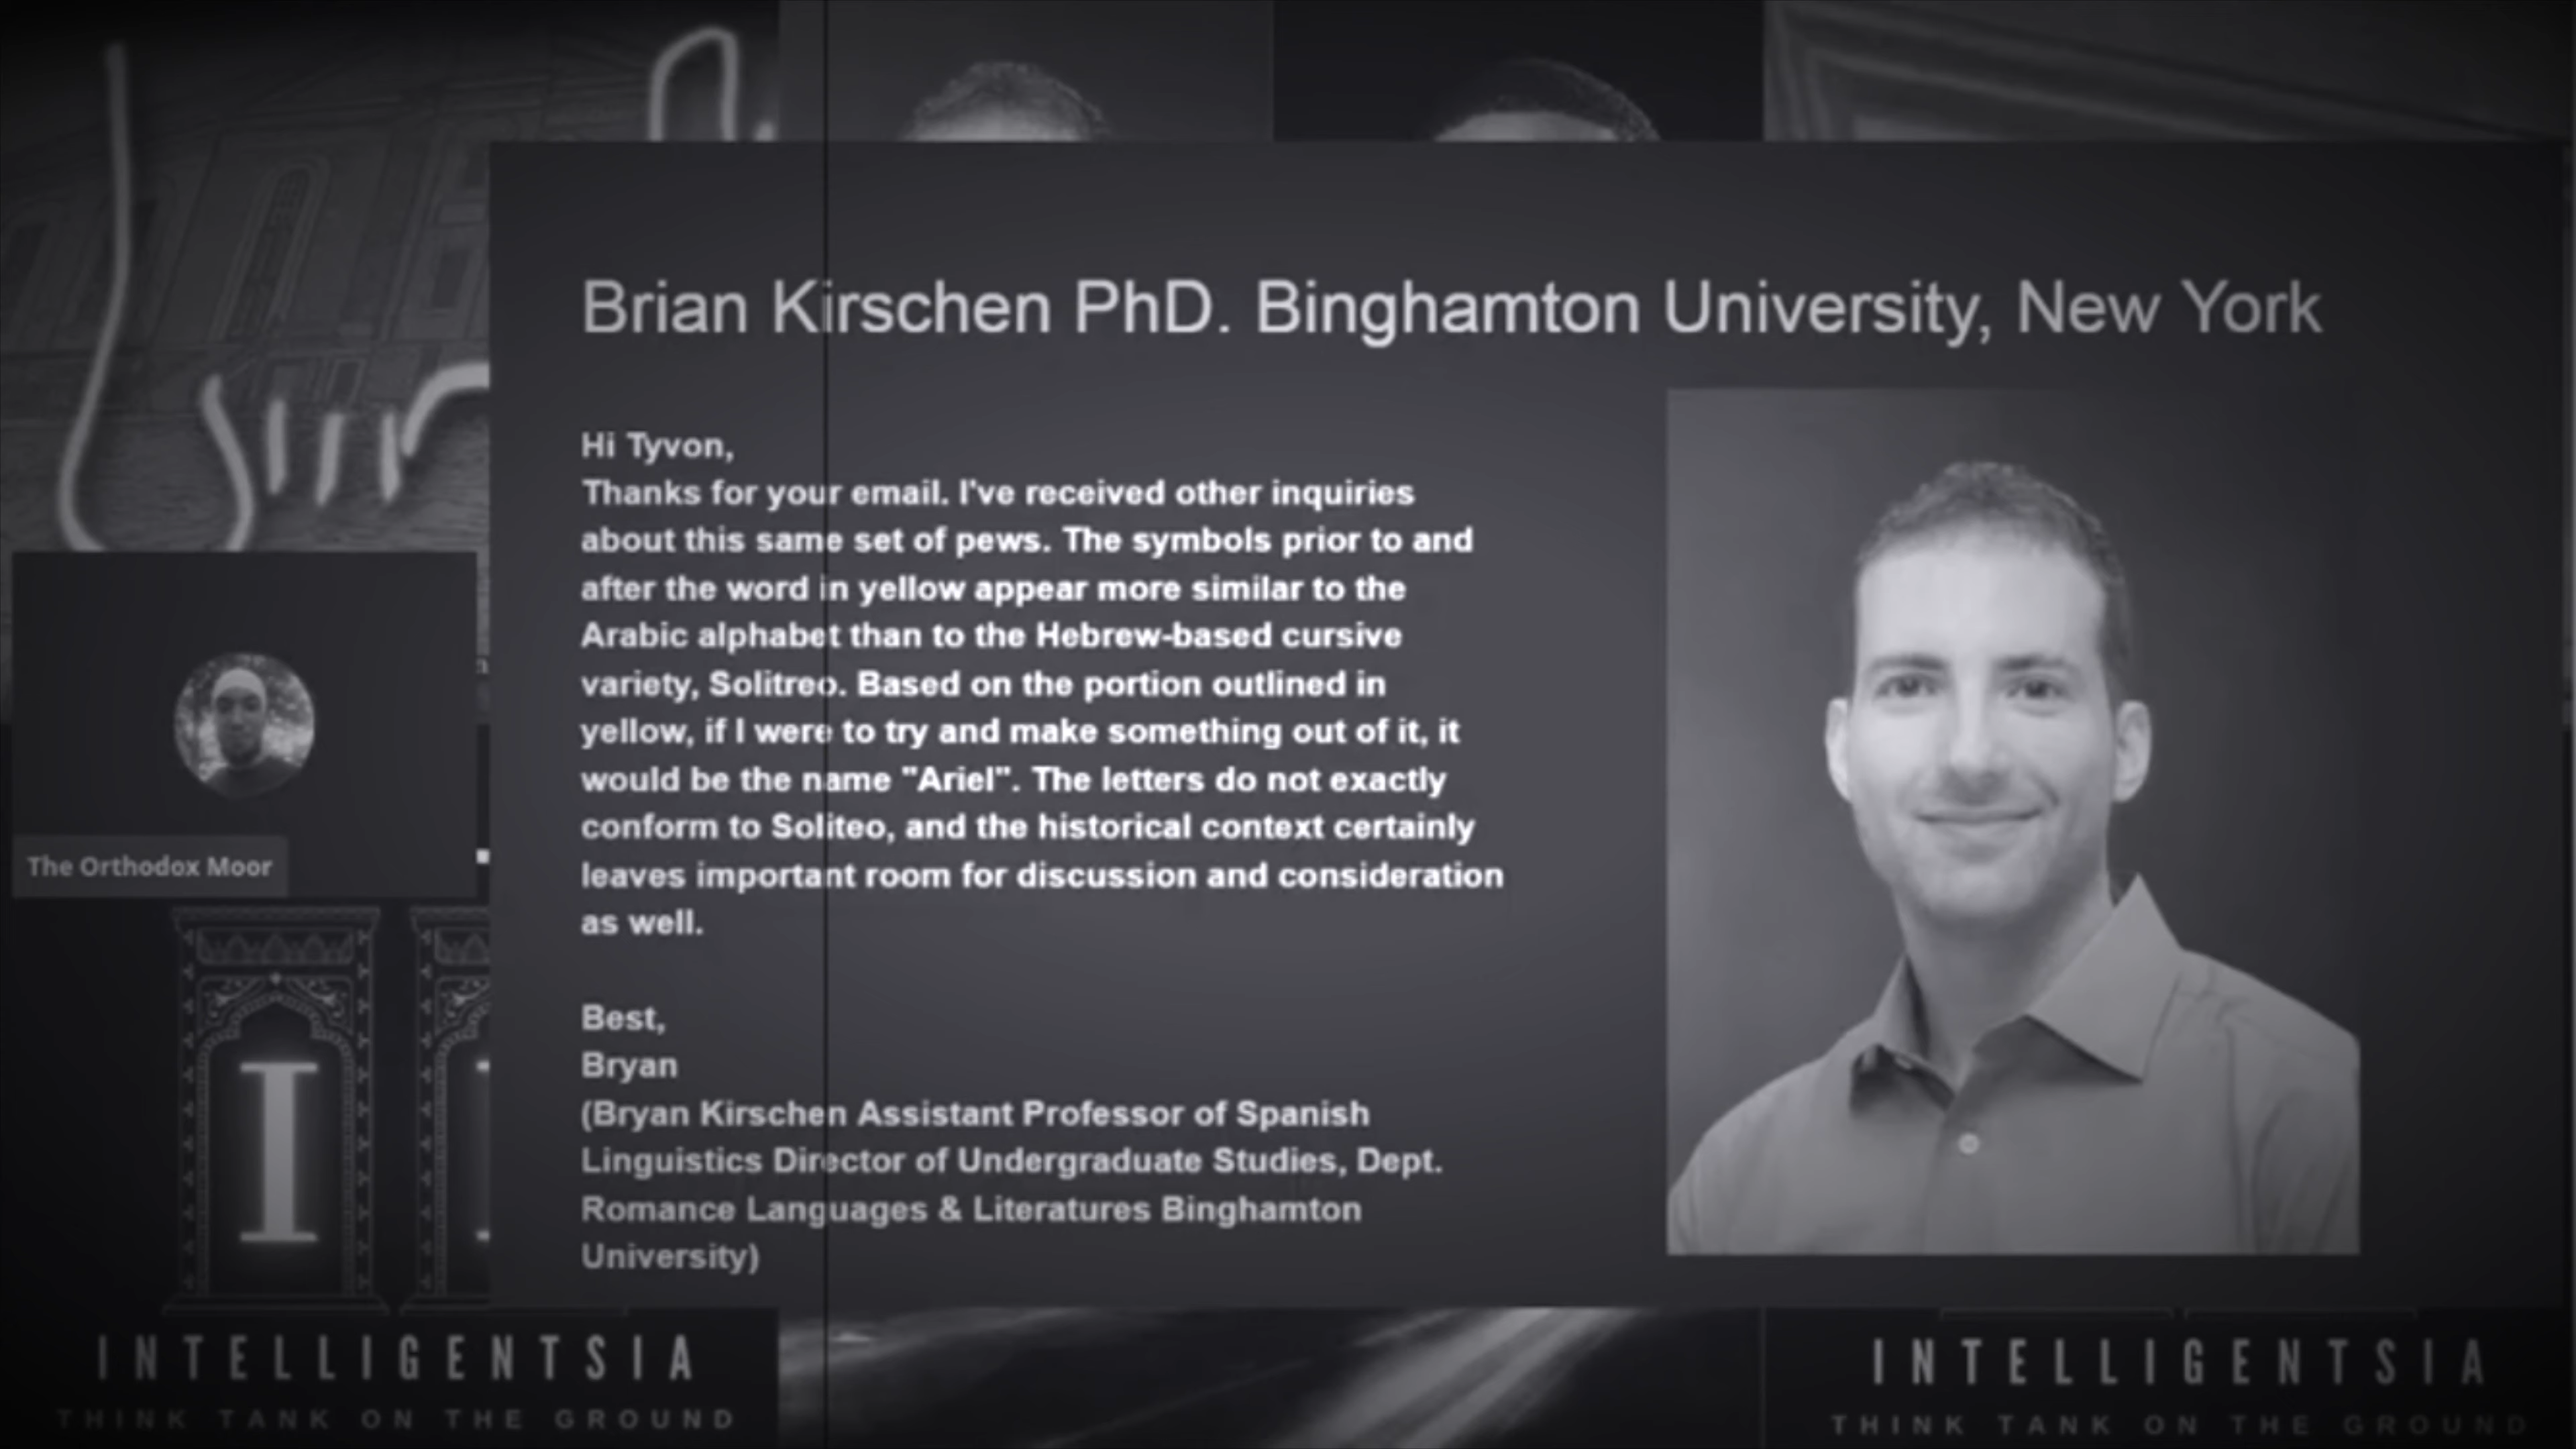 Brian Kirschen PhD. Binghamton University, New York
Hi Tyvon,
Thanks for your email. I've received other inquiries
about this same set of pews. The symbols prior to and
after the word in yellow appear more similar to the
Arabic alphabet than to the Hebrew-based cursive
variety, Solitreo. Based on the portion outlined in
yellow, if I were to try and make something out of it, it
would be the name "Ariel". The letters do not exactly
conform to Soliteo, and the historical context certainly
leaves important room for discussion and consideration
as well.
Best,
Bryan
(Bryan Kirschen Assistant Professor of Spanish
Linguistics Director of Undergraduate Studies, Dept.
Romance Languages & Literatures Binghamton
University)
The Orthodox Moor
I
INTELLIGENTSIA
THINK TANK ON THE GROUND
INTELLIGENTSIA
THINK TANK ON THE GROUND